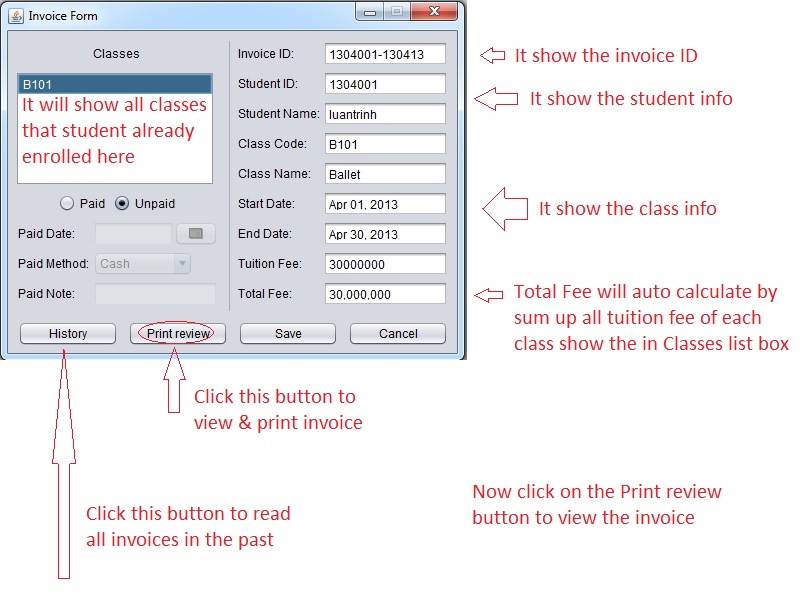 Invoice Form
Classes
B101
It will show all classes
that student already
enrolled here
Paid
Unpaid
Paid Date:
Paid Method: Cash
Paid Note:
Invoice ID: 1304001-130413
Student ID: 1304001
Student Name: luantrinh
Class Code: B101
Class Name: Ballet
Start Date: Apr 01, 2013
End Date: Apr 30, 2013
Tuition Fee: 30000000
Total Fee: 30,000,000
History
Print review
Save
Cancel
It show the invoice ID
It show the student info
It show the class info
Total Fee will auto calculate by
sum up all tuition fee of each
class show the in Classes list box
Click this button to
view & print invoice
Click this button to read
all invoices in the past
Now click on the Print review
button to view the invoice